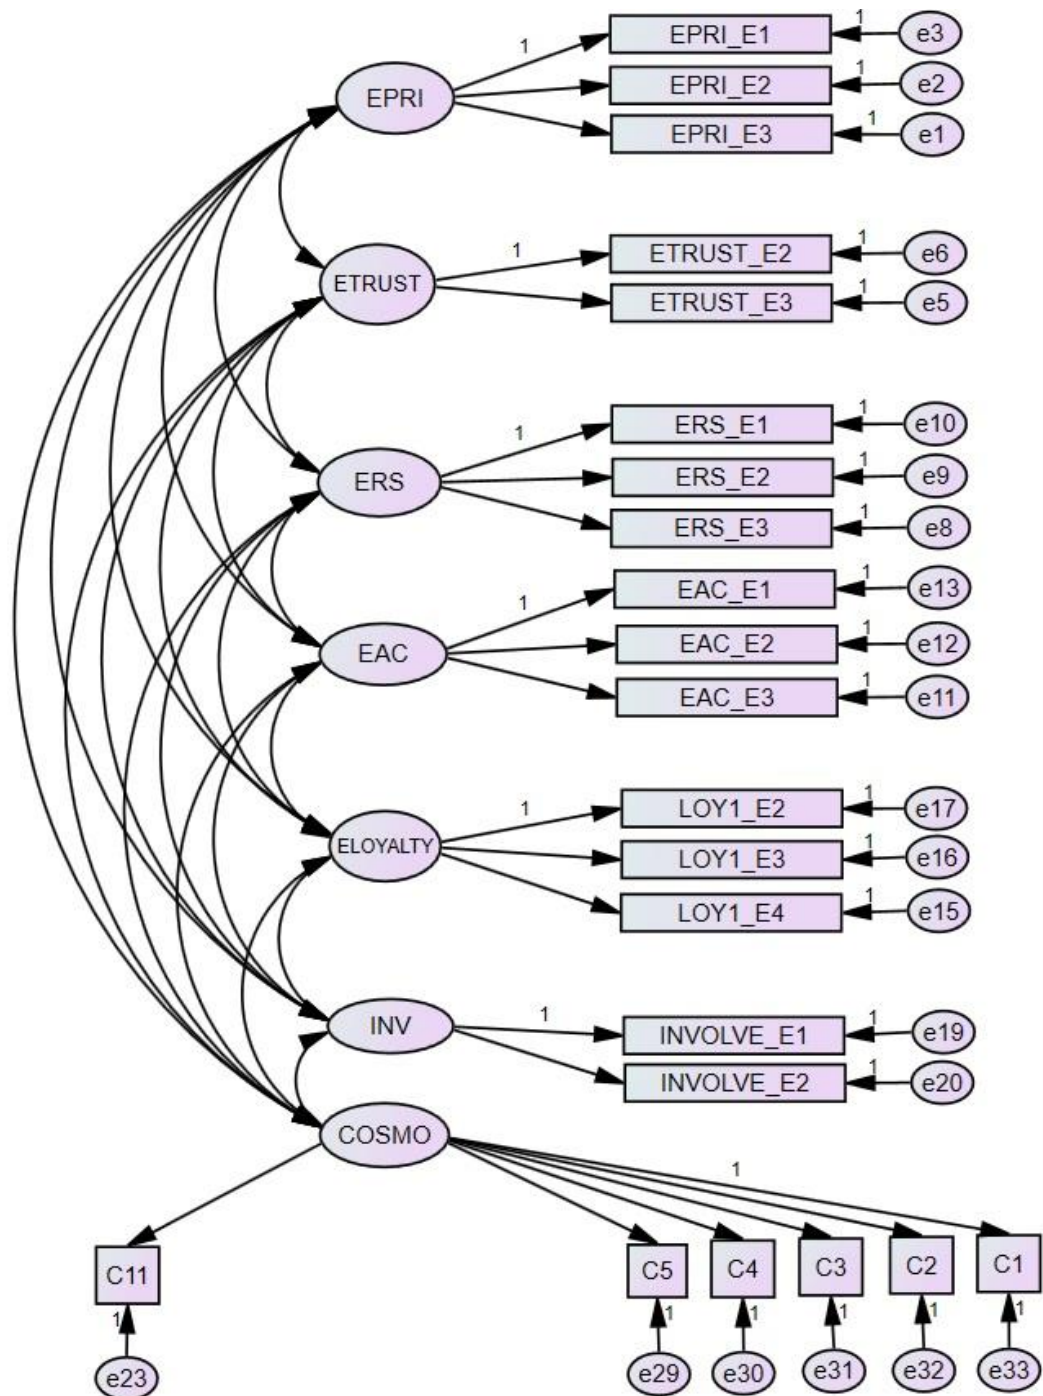 1 EPRI_E1 1 e3
EPRI EPRI_E2 1 e2
EPRI_E3 1 e1
1 ETRUST_E2 1 e6
ETRUST ETRUST_E3 1 e5
1 ERS_E1 1 e10
ERS ERS_E2 1 e9
ERS_E3 1 e8
1 EAC_E1 1 e13
EAC EAC_E2 1 e12
EAC_E3 1 e11
1 LOY1_E2 1 e17
ELOYALTY LOY1_E3 1 e16
LOY1_E4 1 e15
INV 1 INVOLVE_E1 1 e19
INVOLVE_E2 1 e20
COSMO
1
C11 C5 C4 C3 C2 C1
1 1 1 1 1 1
e23 e29 e30 e31 e32 e33